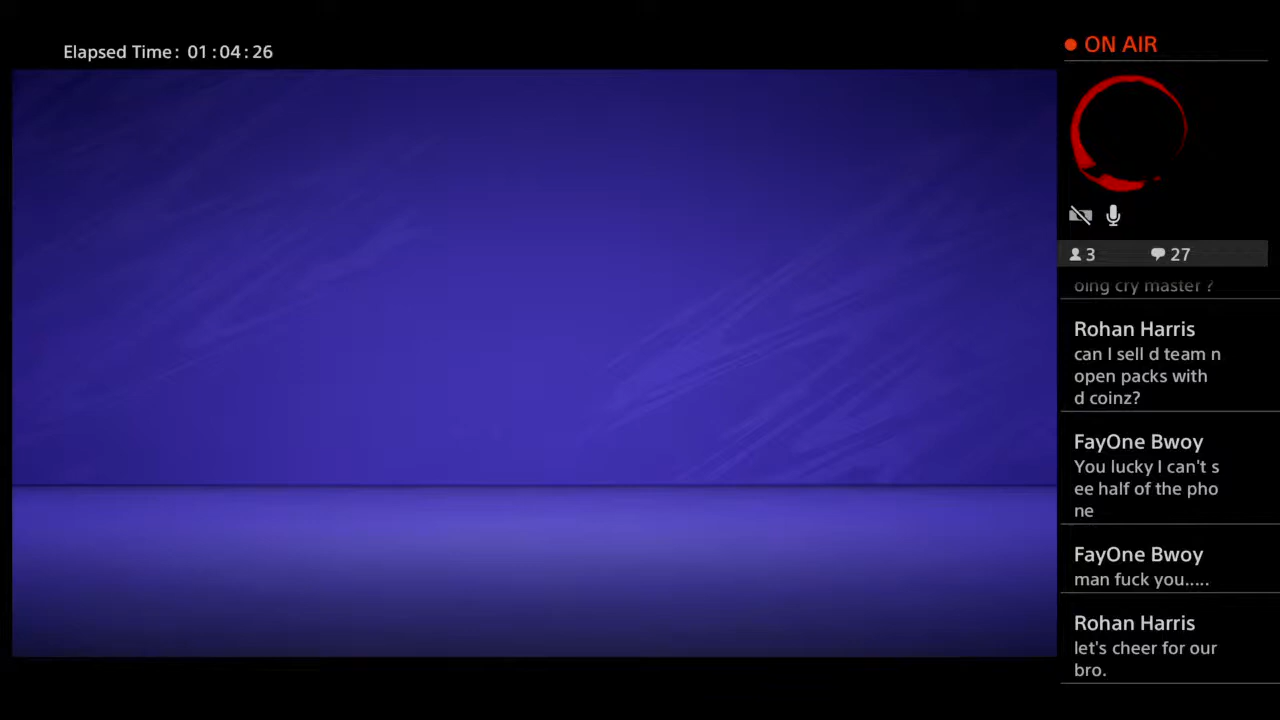 Elapsed Time: 01:04:26
ON AIR
3 27
oing cry master ?
Rohan Harris
can I sell d team n
open packs with
d coinz?
FayOne Bwoy
You lucky I can't s
ee half of the pho
ne
FayOne Bwoy
man fuck you.....
Rohan Harris
let's cheer for our
bro.